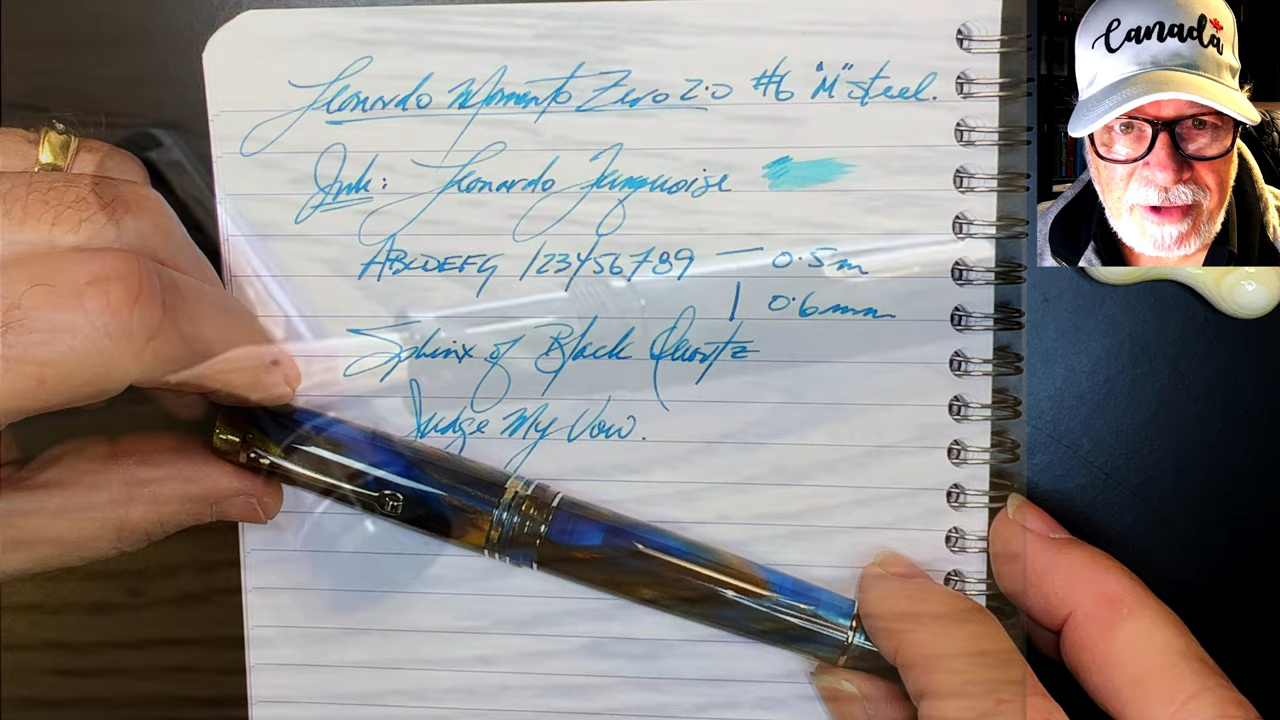 Leonardo Momento Zero 2.0 #6 "M" steel.
Ink: Leonardo Turquoise
ABCDEFG 123456789 — 0.5m
| 0.6mm
Sphinx of Black Quartz
Judge My Vow.
Canada